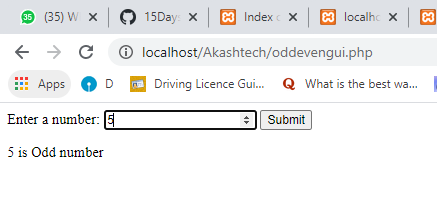 (35) W
15Day
Index o
localho
localhost/Akashtech/oddevengui.php
Apps
D
Driving Licence Gui...
What is the best wa...
Enter a number: 5 Submit
5 is Odd number